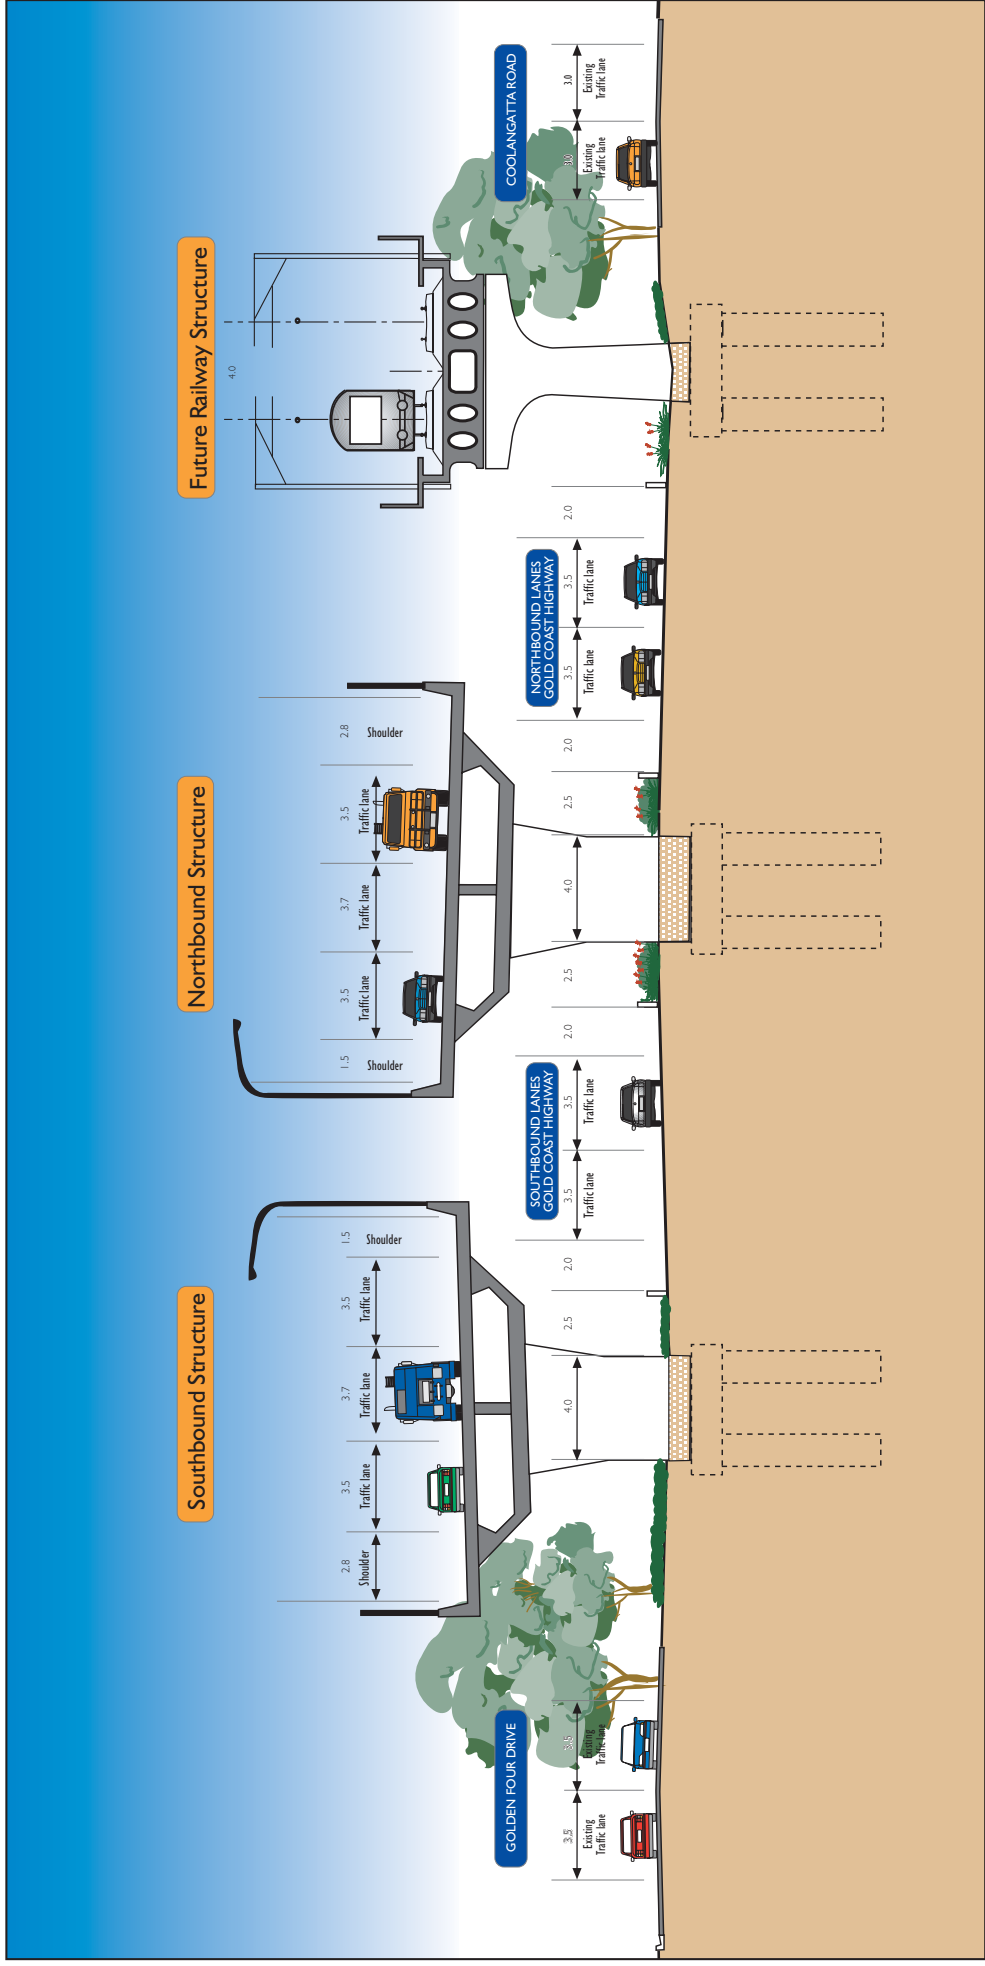 Southbound Structure
2.8
Shoulder
3.5
Traffic lane
3.7
Traffic lane
3.5
Traffic lane
1.5
Shoulder
Northbound Structure
1.5
Shoulder
3.5
Traffic lane
3.7
Traffic lane
3.5
Traffic lane
2.8
Shoulder
Future Railway Structure
4.0
GOLDEN FOUR DRIVE
3.5
Existing
Traffic lane
3.5
Existing
Traffic lane
4.0
2.5
2.0
SOUTHBOUND LANES
GOLD COAST HIGHWAY
3.5
Traffic lane
3.5
Traffic lane
2.0
2.5
4.0
2.5
2.0
NORTHBOUND LANES
GOLD COAST HIGHWAY
3.5
Traffic lane
3.5
Traffic lane
2.0
COOLANGATTA ROAD
3.0
Existing
Traffic lane
3.0
Existing
Traffic lane